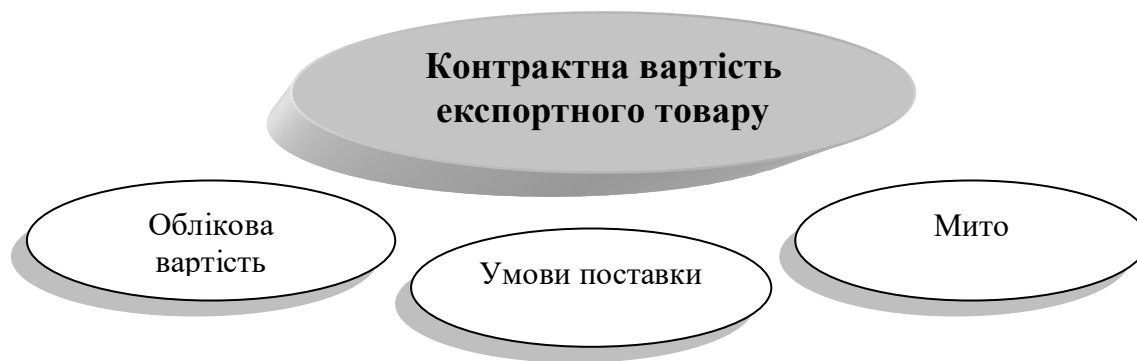 Контрактна вартість
експортного товару
Облікова
вартість
Умови поставки
Мито